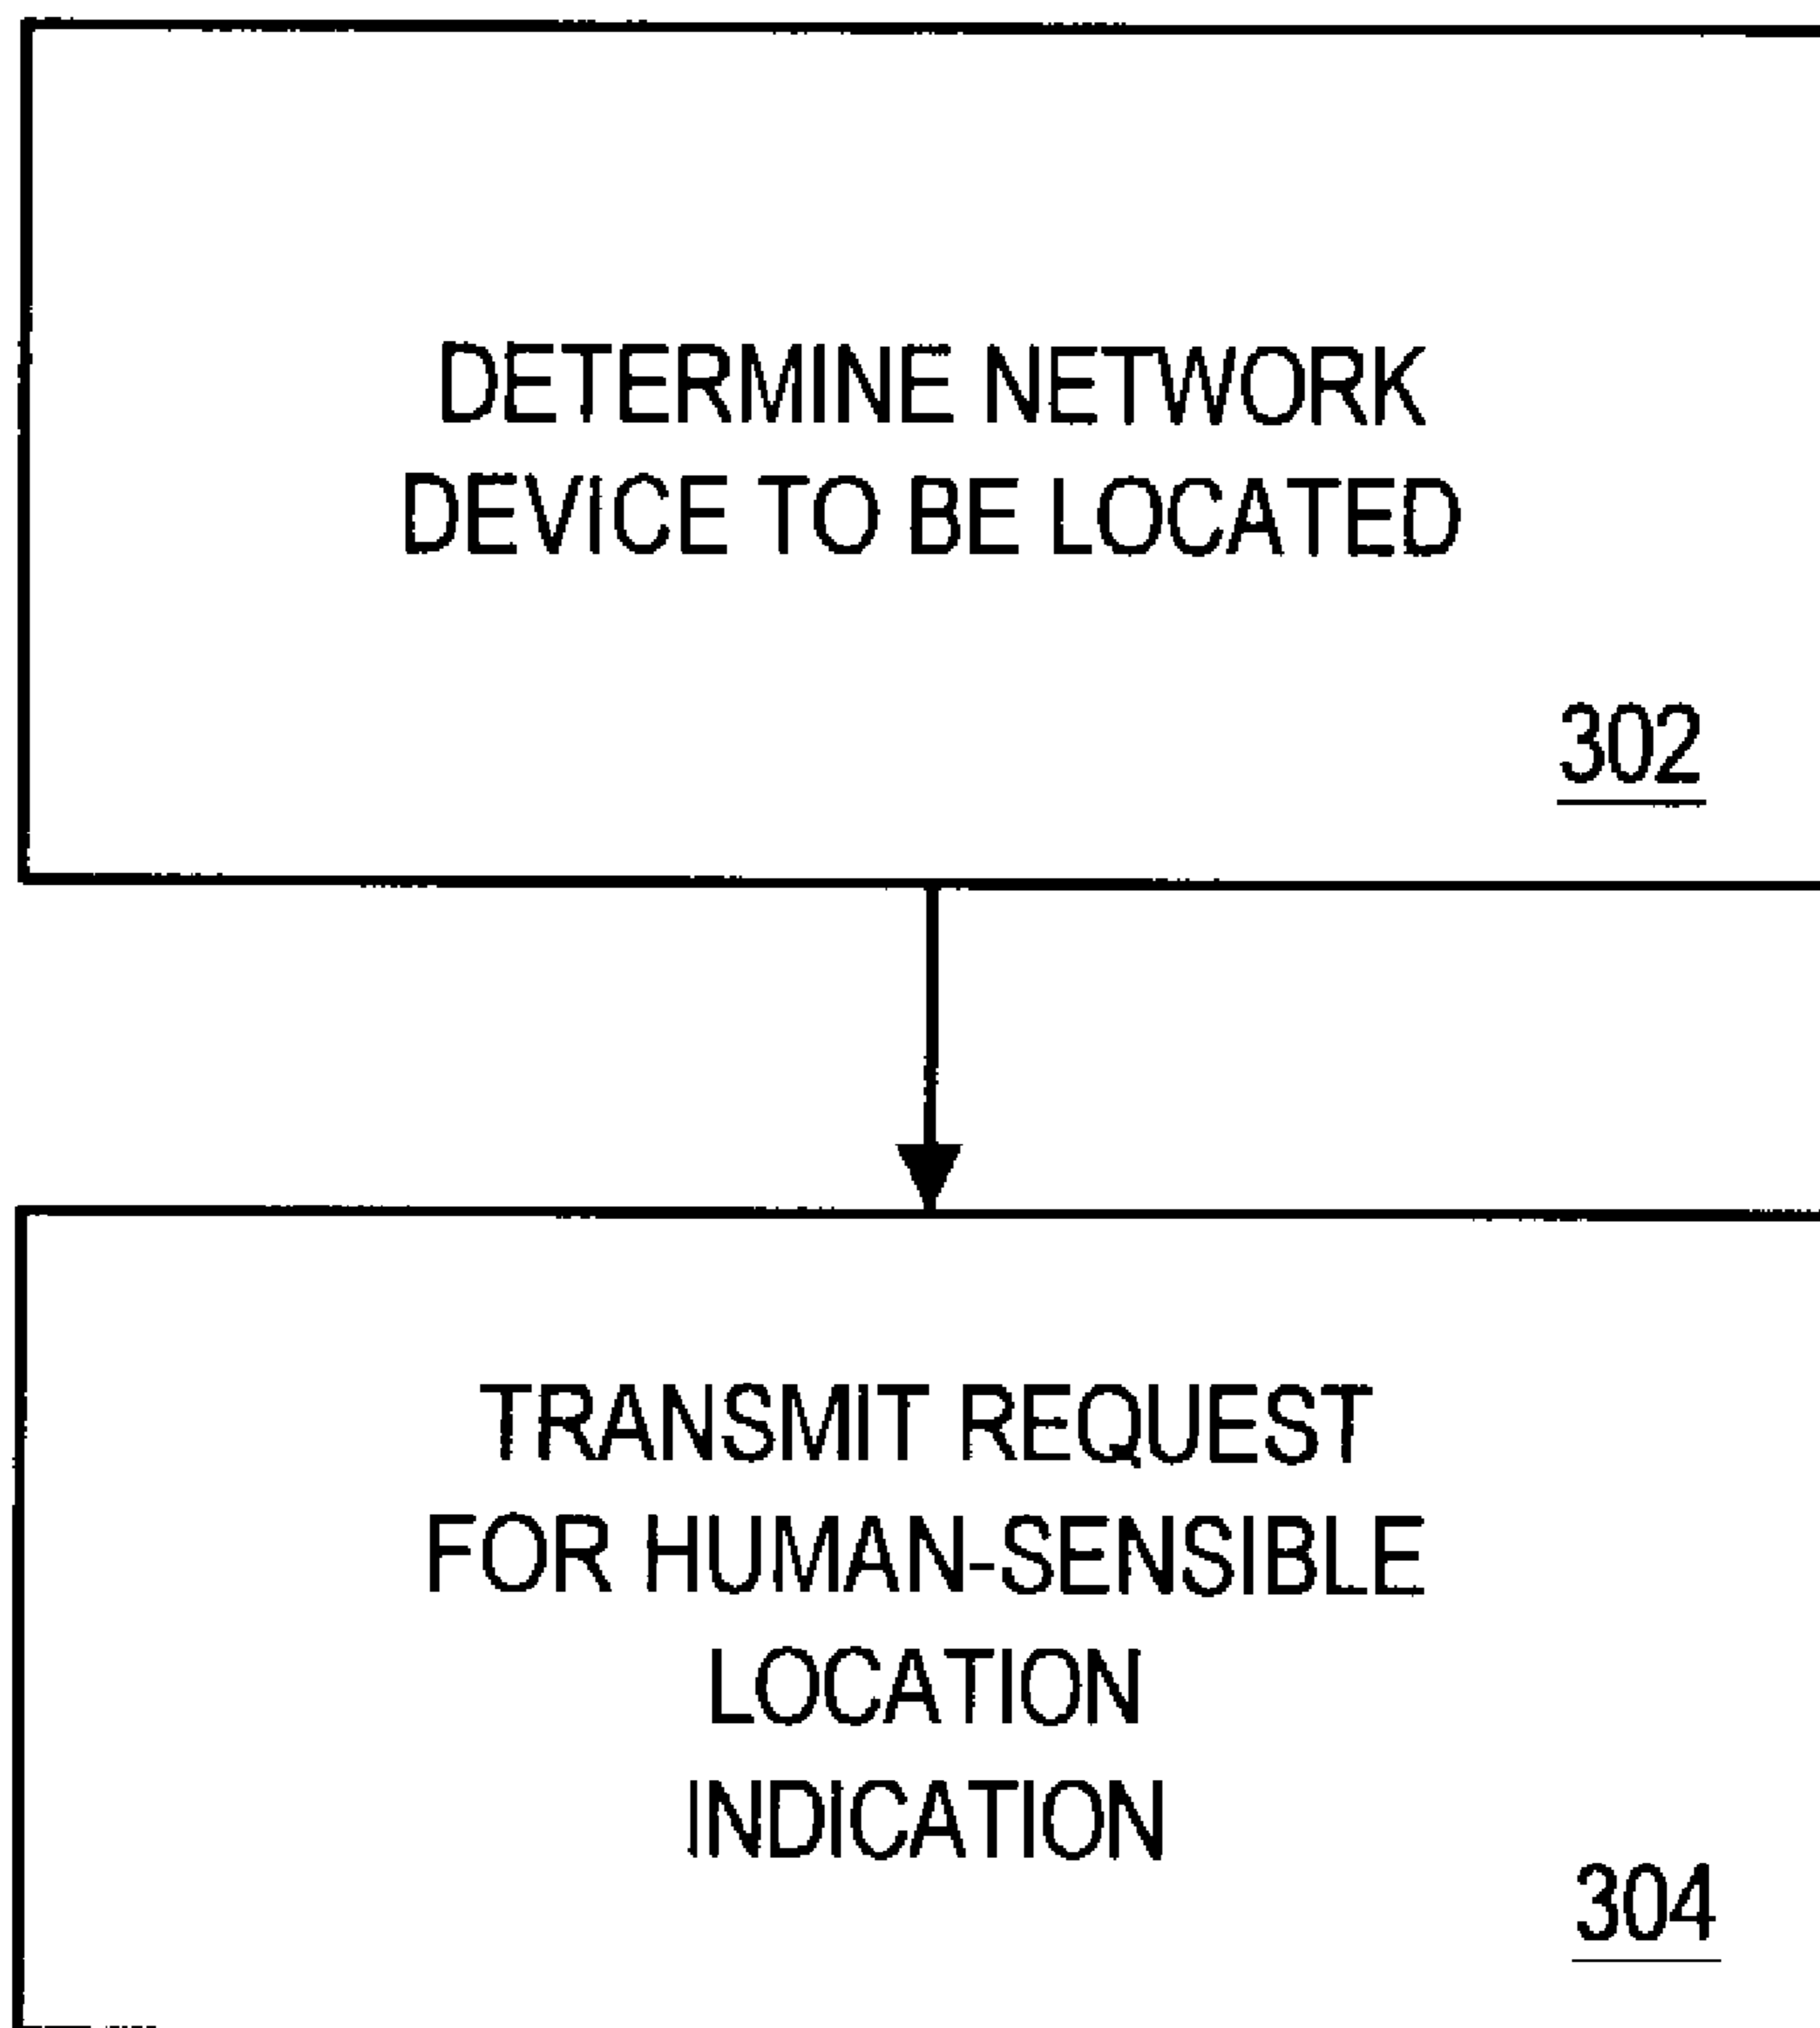 DETERMINE NETWORK
DEVICE TO BE LOCATED
302
TRANSMIT REQUEST
FOR HUMAN-SENSIBLE
LOCATION
INDICATION
304